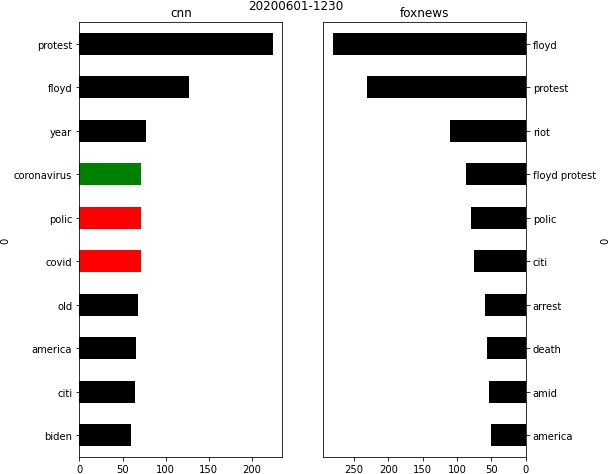 20200601-1230
cnn
foxnews
protest
floyd
year
coronavirus
polic
covid
old
america
citi
biden
0
0 50 100 150 200
floyd
protest
riot
floyd protest
polic
citi
arrest
death
amid
america
0
250 200 150 100 50 0